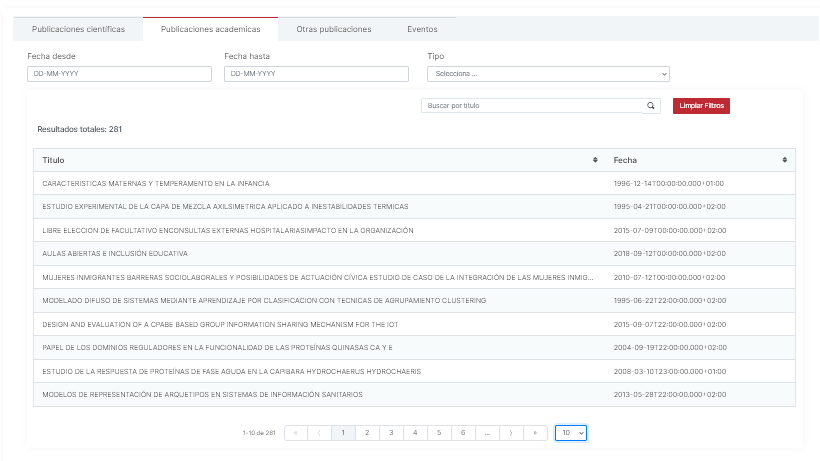 Publicaciones científicas Publicaciones academicas Otras publicaciones Eventos
Fecha desde Fecha hasta Tipo
DD-MM-YYYY DD-MM-YYYY Selecciona ...
Buscar por título Limpiar Filtros
Resultados totales: 281
Título Fecha
CARACTERISTICAS MATERNAS Y TEMPERAMENTO EN LA INFANCIA 1996-12-14T00:00:00.000+01:00
ESTUDIO EXPERIMENTAL DE LA CAPA DE MEZCLA AXILSIMETRICA APLICADO A INESTABILIDADES TERMICAS 1995-04-21T00:00:00.000+02:00
LIBRE ELECCION DE FACULTATIVO ENCONSULTAS EXTERNAS HOSPITALARIASIMPACTO EN LA ORGANIZACIÓN 2015-07-09T00:00:00.000+02:00
AULAS ABIERTAS E INCLUSIÓN EDUCATIVA 2018-09-12T00:00:00.000+02:00
MUJERES INMIGRANTES BARRERAS SOCIOLABORALES Y POSIBILIDADES DE ACTUACIÓN CÍVICA ESTUDIO DE CASO DE LA INTEGRACIÓN DE LAS MUJERES INMIG... 2010-07-12T00:00:00.000+02:00
MODELADO DIFUSO DE SISTEMAS MEDIANTE APRENDIZAJE POR CLASIFICACION CON TECNICAS DE AGRUPAMIENTO CLUSTERING 1995-06-22T22:00:00.000+02:00
DESIGN AND EVALUATION OF A CPABE BASED GROUP INFORMATION SHARING MECHANISM FOR THE IOT 2015-09-07T22:00:00.000+02:00
PAPEL DE LOS DOMINIOS REGULADORES EN LA FUNCIONALIDAD DE LAS PROTEÍNAS QUINASAS CA Y E 2004-09-19T22:00:00.000+02:00
ESTUDIO DE LA RESPUESTA DE PROTEÍNAS DE FASE AGUDA EN LA CAPIBARA HYDROCHAERUS HYDROCHAERIS 2008-03-10T23:00:00.000+01:00
MODELOS DE REPRESENTACIÓN DE ARQUETIPOS EN SISTEMAS DE INFORMACIÓN SANITARIOS 2013-05-28T22:00:00.000+02:00
1-10 de 281 « ⟨ 1 2 3 4 5 6 ... ⟩ » 10